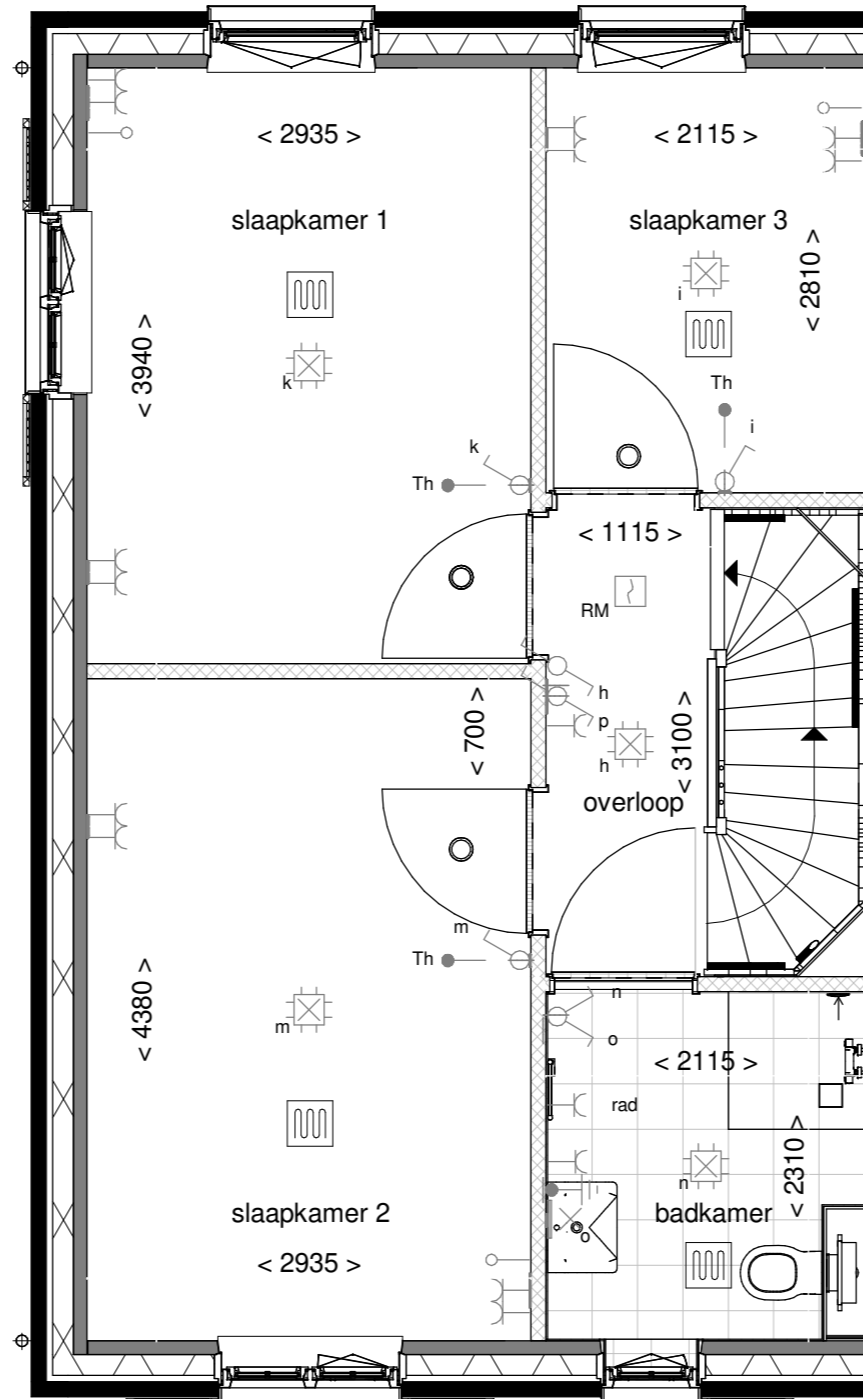 < 2935 >
< 2115 >
slaapkamer 1
slaapkamer 3
< 2810 >
i
< 3940 >
k
Th
i
k
Th
< 1115 >
RM
h
p
< 700 >
h
< 3100 >
overloop
m
Th
n
m
o
< 4380 >
< 2115 >
rad
< 2310 >
n
slaapkamer 2
badkamer
< 2935 >